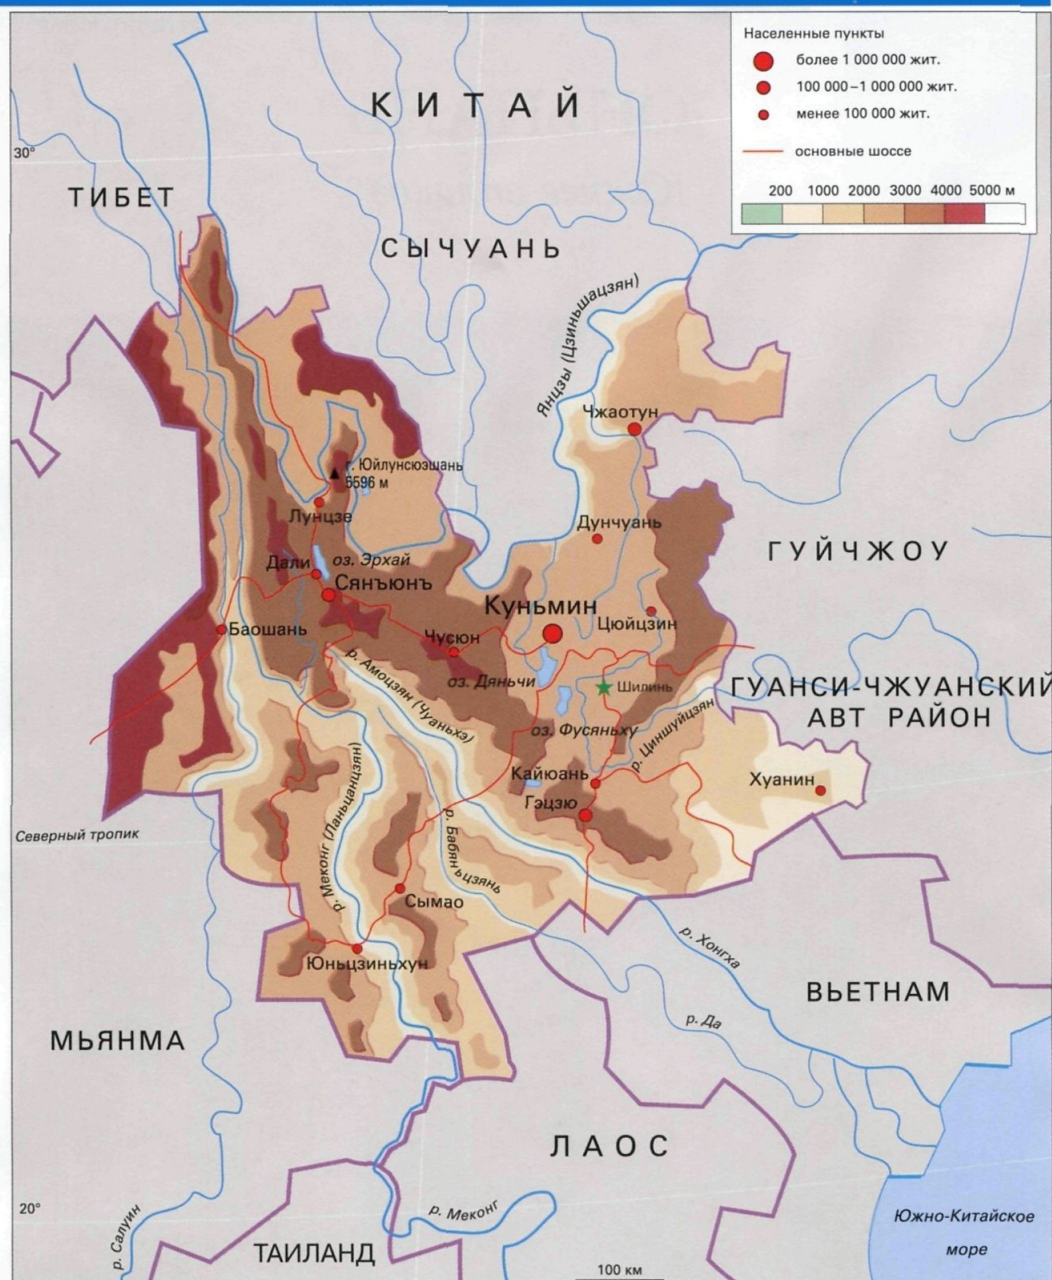 Населенные пункты
более 1 000 000 жит.
100 000–1 000 000 жит.
менее 100 000 жит.
основные шоссе
200 1000 2000 3000 4000 5000 м
КИТАЙ
30°
ТИБЕТ
СЫЧУАНЬ
Янцзы (Цзиньшацзян)
Чжаотун
г. Юйлунсюэшань
5596 м
Лунцзе
Дунчуань
ГУЙЧЖОУ
Дали
оз. Эрхай
Сянъюнъ
Куньмин
Цюйцзин
Баошань
Чусюн
р. Амоцзян (Чуаньхэ)
оз. Дяньчи
Шилинь
ГУАНСИ-ЧЖУАНСКИЙ
АВТ РАЙОН
оз. Фусяньху
р. Циншуйцзян
Кайюань
Хуанин
Гэцзю
Северный тропик
р. Меконг (Ланьцанцзян)
р. Бабяньцзянь
Сымао
Юньцзиньхун
р. Хонгха
ВЬЕТНАМ
р. Да
МЬЯНМА
ЛАОС
20°
р. Салуин
р. Меконг
ТАИЛАНД
Южно-Китайское
море
100 км